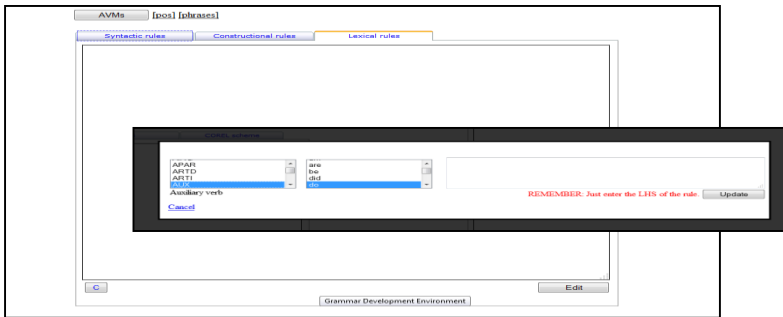 AVMs [pos] [phrases]
Syntactic rules Constructional rules Lexical rules
APAR
ARTD
ARTI
AUX
are
be
did
do
Auxiliary verb
REMEMBER: Just enter the LHS of the rule. Update
Cancel
C Edit
Grammar Development Environment